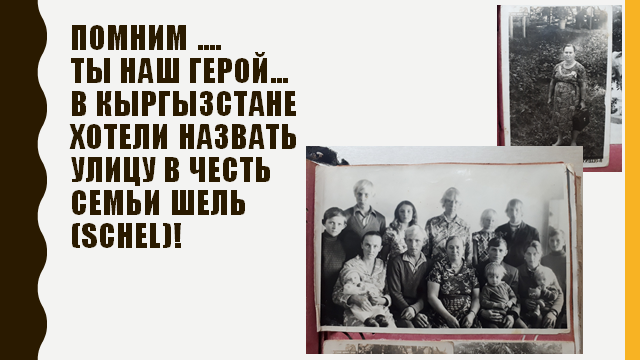 ПОМНИМ ....
ТЫ НАШ ГЕРОЙ...
В КЫРГЫЗСТАНЕ
ХОТЕЛИ НАЗВАТЬ
УЛИЦУ В ЧЕСТЬ
СЕМЬИ ШЕЛЬ
(SCHEL)!